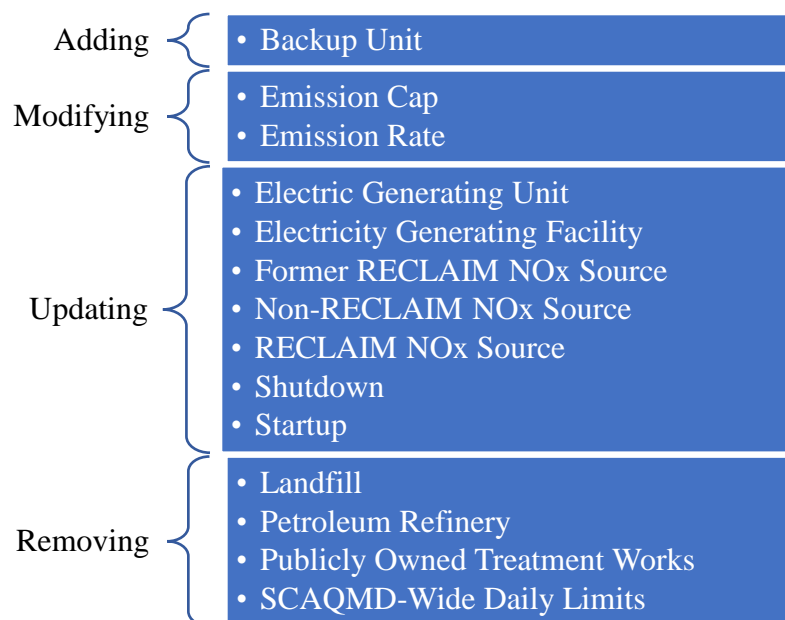 Adding
• Backup Unit
Modifying
• Emission Cap
• Emission Rate
Updating
• Electric Generating Unit
• Electricity Generating Facility
• Former RECLAIM NOx Source
• Non-RECLAIM NOx Source
• RECLAIM NOx Source
• Shutdown
• Startup
Removing
• Landfill
• Petroleum Refinery
• Publicly Owned Treatment Works
• SCAQMD-Wide Daily Limits